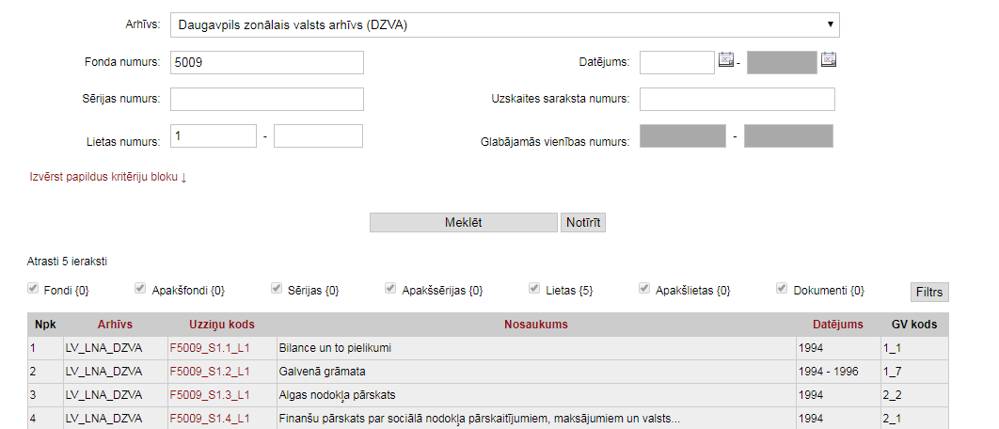 Arhīvs: Daugavpils zonālais valsts arhīvs (DZVA)
Fonda numurs: 5009 Datējums: -
Sērijas numurs: Uzskaites saraksta numurs:
Lietas numurs: 1 - Glabājamās vienības numurs: -
Izvērst papildus kritēriju bloku ↓
Meklēt Notīrīt
Atrasti 5 ieraksti
Fondi {0} Apakšfondi {0} Sērijas {0} Apakšsērijas {0} Lietas {5} Apakšlietas {0} Dokumenti {0} Filtrs
Npk Arhīvs Uzziņu kods Nosaukums Datējums GV kods
1 LV_LNA_DZVA F5009_S1.1_L1 Bilance un to pielikumi 1994 1_1
2 LV_LNA_DZVA F5009_S1.2_L1 Galvenā grāmata 1994 - 1996 1_7
3 LV_LNA_DZVA F5009_S1.3_L1 Algas nodokļa pārskats 1994 2_2
4 LV_LNA_DZVA F5009_S1.4_L1 Finanšu pārskats par sociālā nodokļa pārskaitījumiem, maksājumiem un valsts... 1994 2_1